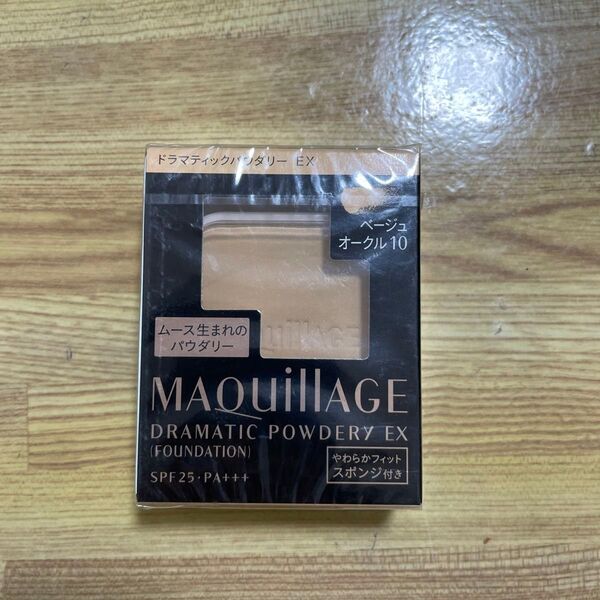 ドラマティックパウダリー EX
ベージュ
オークル10
uillAGE
ムース生まれの
パウダリー
MAQuillAGE
DRAMATIC POWDERY EX
(FOUNDATION)
SPF25・PA+++
やわらかフィット
スポンジ付き